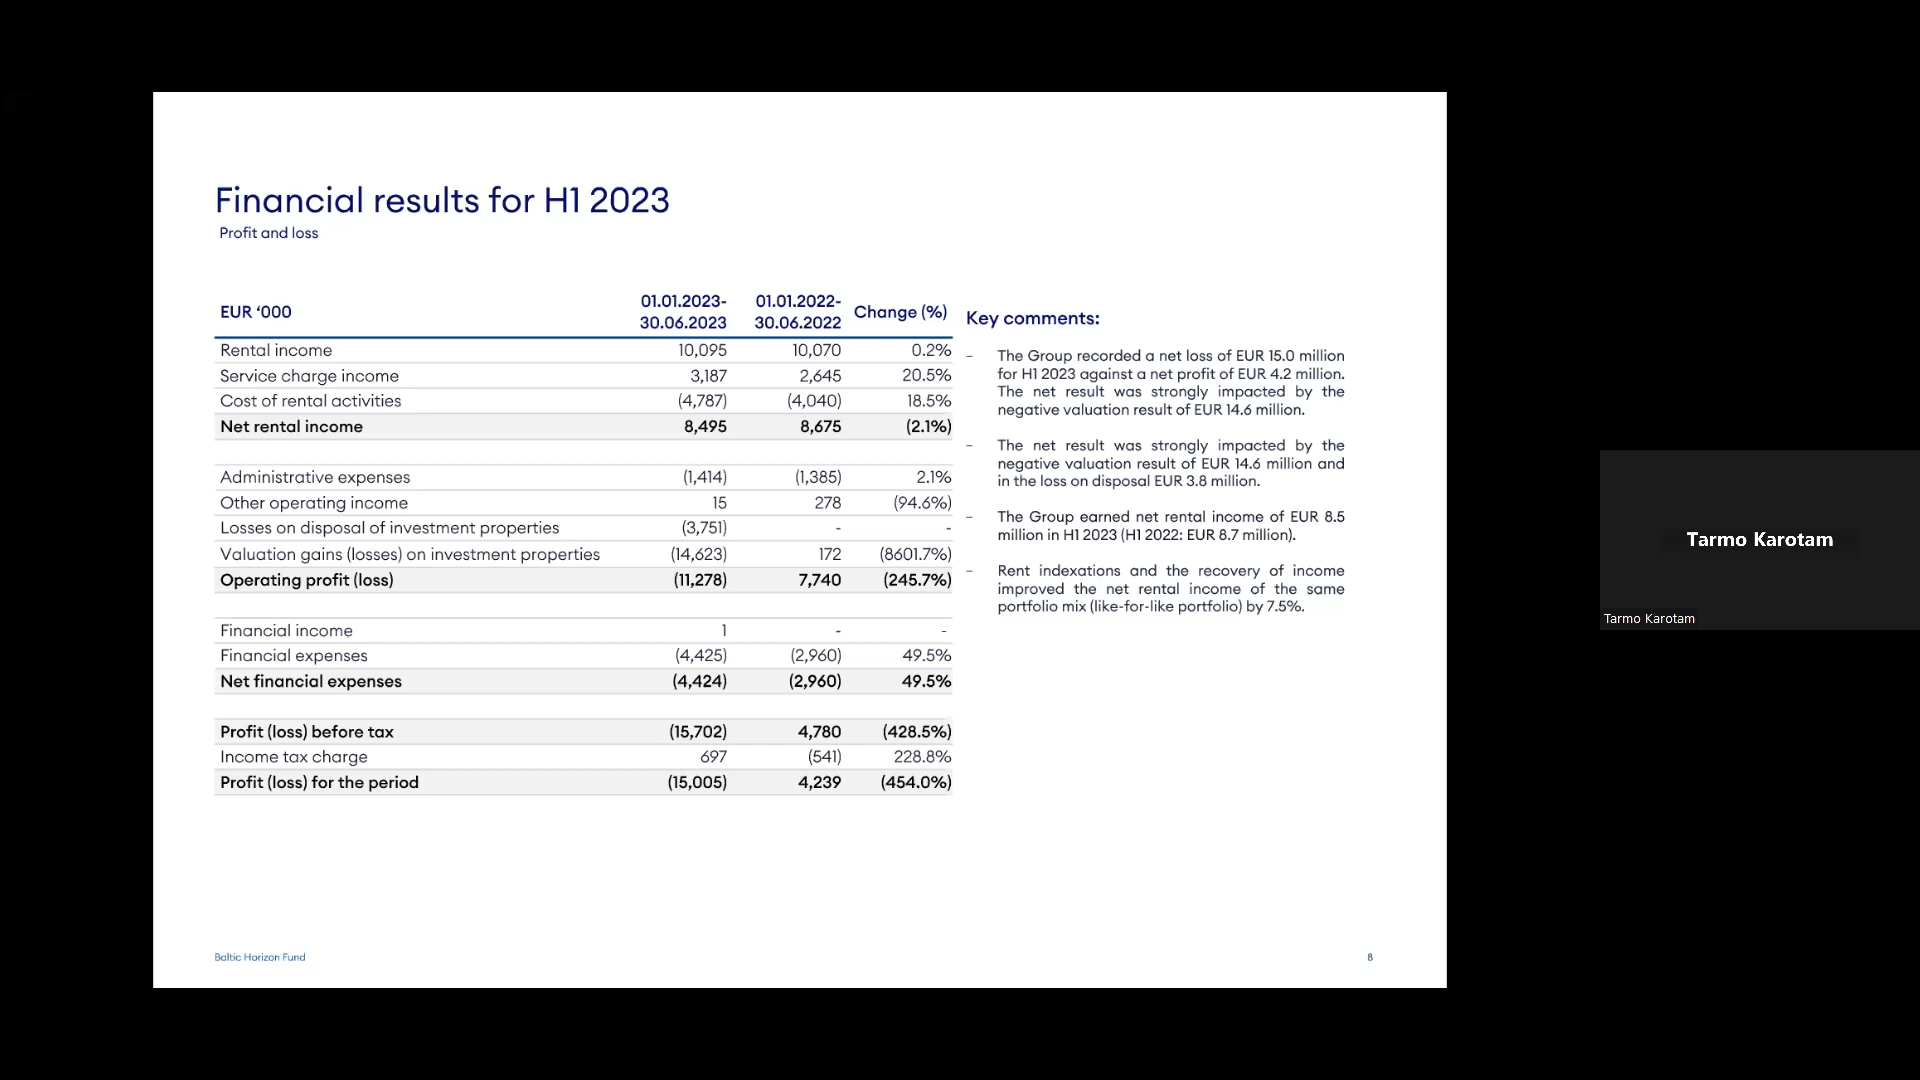 Financial results for H1 2023
Profit and loss
EUR ‘000 01.01.2023-30.06.2023 01.01.2022-30.06.2022 Change (%)
Rental income 10,095 10,070 0.2%
Service charge income 3,187 2,645 20.5%
Cost of rental activities (4,787) (4,040) 18.5%
Net rental income 8,495 8,675 (2.1%)
Administrative expenses (1,414) (1,385) 2.1%
Other operating income 15 278 (94.6%)
Losses on disposal of investment properties (3,751) - -
Valuation gains (losses) on investment properties (14,623) 172 (8601.7%)
Operating profit (loss) (11,278) 7,740 (245.7%)
Financial income 1 - -
Financial expenses (4,425) (2,960) 49.5%
Net financial expenses (4,424) (2,960) 49.5%
Profit (loss) before tax (15,702) 4,780 (428.5%)
Income tax charge 697 (541) 228.8%
Profit (loss) for the period (15,005) 4,239 (454.0%)
Key comments:
– The Group recorded a net loss of EUR 15.0 million
for H1 2023 against a net profit of EUR 4.2 million.
The net result was strongly impacted by the
negative valuation result of EUR 14.6 million.
– The net result was strongly impacted by the
negative valuation result of EUR 14.6 million and
in the loss on disposal EUR 3.8 million.
– The Group earned net rental income of EUR 8.5
million in H1 2023 (H1 2022: EUR 8.7 million).
– Rent indexations and the recovery of income
improved the net rental income of the same
portfolio mix (like-for-like portfolio) by 7.5%.
Baltic Horizon Fund
8
Tarmo Karotam
Tarmo Karotam